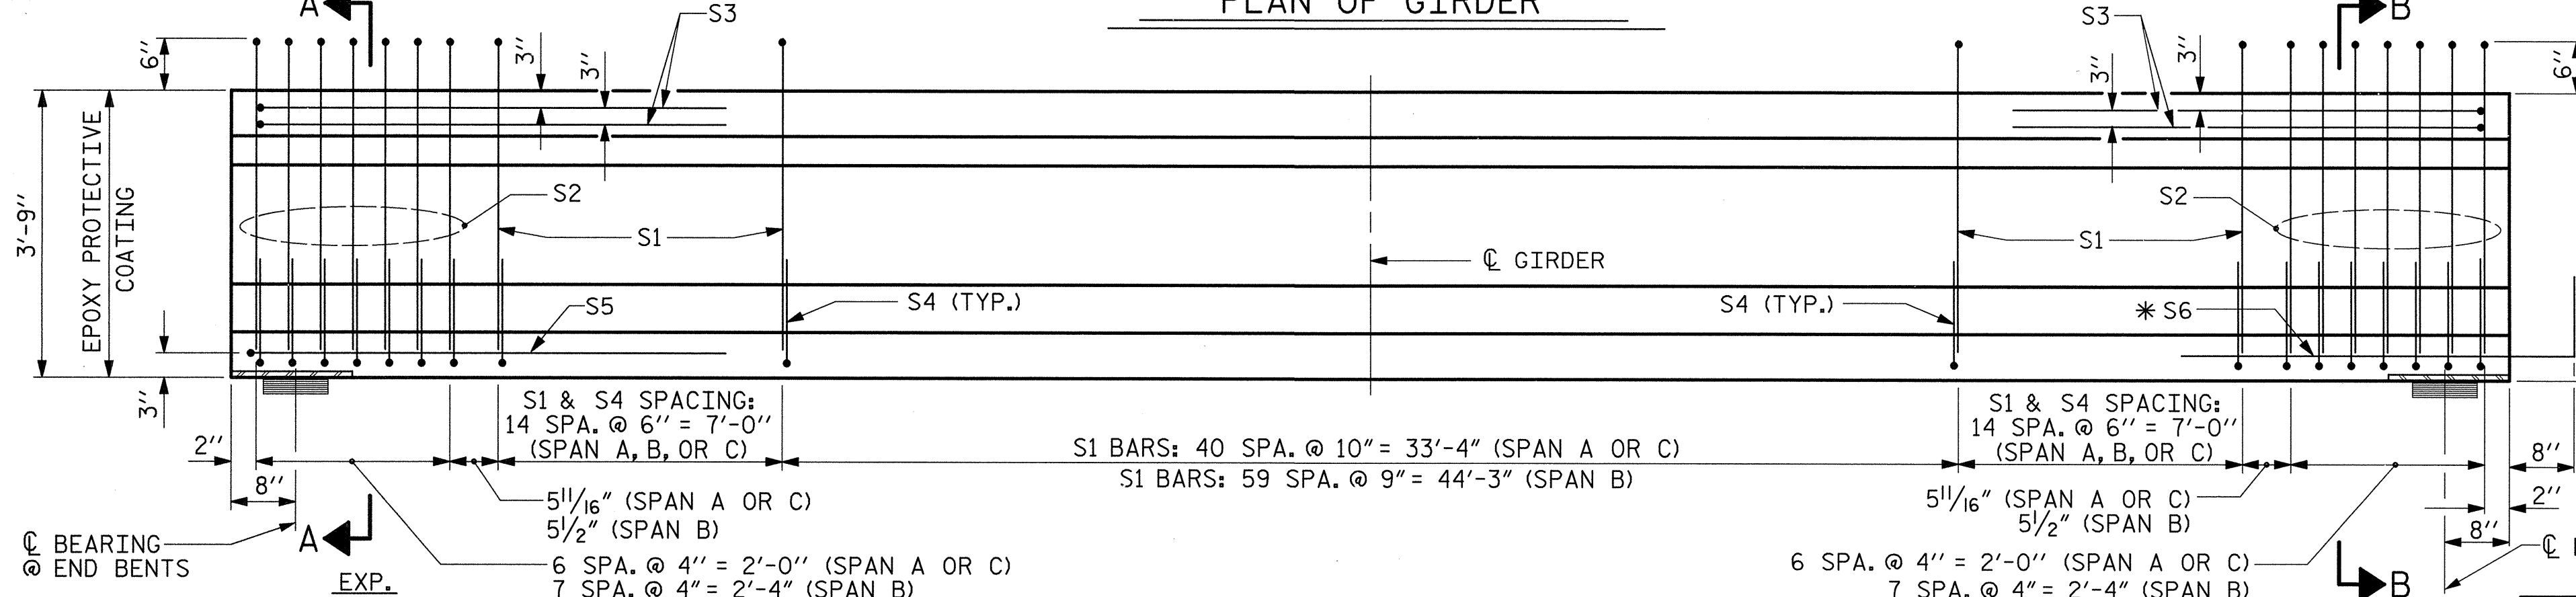 PLAN OF GIRDER
A
S3
S3
B
6"
3"
3"
3"
3"
6"
3'-9"
EPOXY PROTECTIVE
COATING
S2
S1
S2
S1
℄ GIRDER
S5
S4 (TYP.)
S4 (TYP.)
* S6
3"
S1 & S4 SPACING:
14 SPA. @ 6" = 7'-0"
(SPAN A, B, OR C)
S1 & S4 SPACING:
14 SPA. @ 6" = 7'-0"
(SPAN A, B, OR C)
2"
S1 BARS: 40 SPA. @ 10" = 33'-4" (SPAN A OR C)
S1 BARS: 59 SPA. @ 9" = 44'-3" (SPAN B)
8"
8"
5 11/16" (SPAN A OR C)
5 1/2" (SPAN B)
5 11/16" (SPAN A OR C)
5 1/2" (SPAN B)
2"
8"
℄ BEARING
@ END BENTS
A
6 SPA. @ 4" = 2'-0" (SPAN A OR C)
7 SPA. @ 4" = 2'-4" (SPAN B)
6 SPA. @ 4" = 2'-0" (SPAN A OR C)
7 SPA. @ 4" = 2'-4" (SPAN B)
B
℄
EXP.